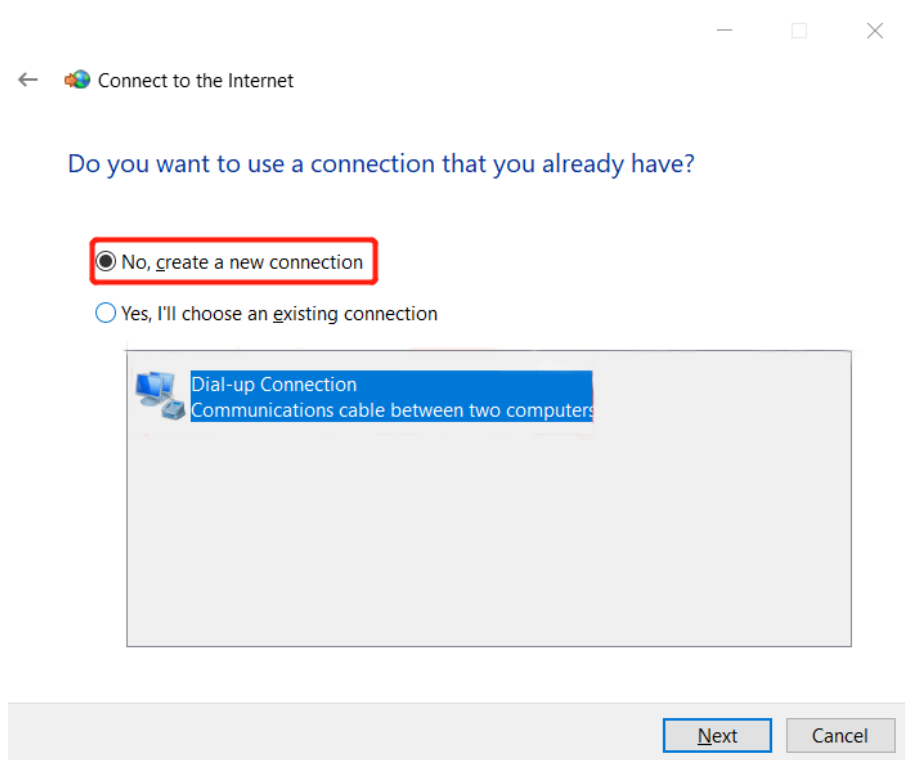 Connect to the Internet
Do you want to use a connection that you already have?
No, create a new connection
Yes, I'll choose an existing connection
Dial-up Connection
Communications cable between two computers
Next
Cancel